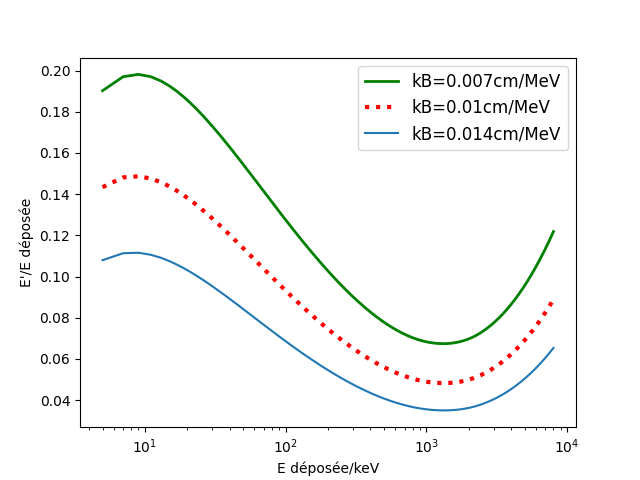 0.20
0.18
0.16
0.14
0.12
0.10
0.08
0.06
0.04
E'/E déposée
kB=0.007cm/MeV
kB=0.01cm/MeV
kB=0.014cm/MeV
10¹ 10² 10³ 10⁴
E déposée/keV